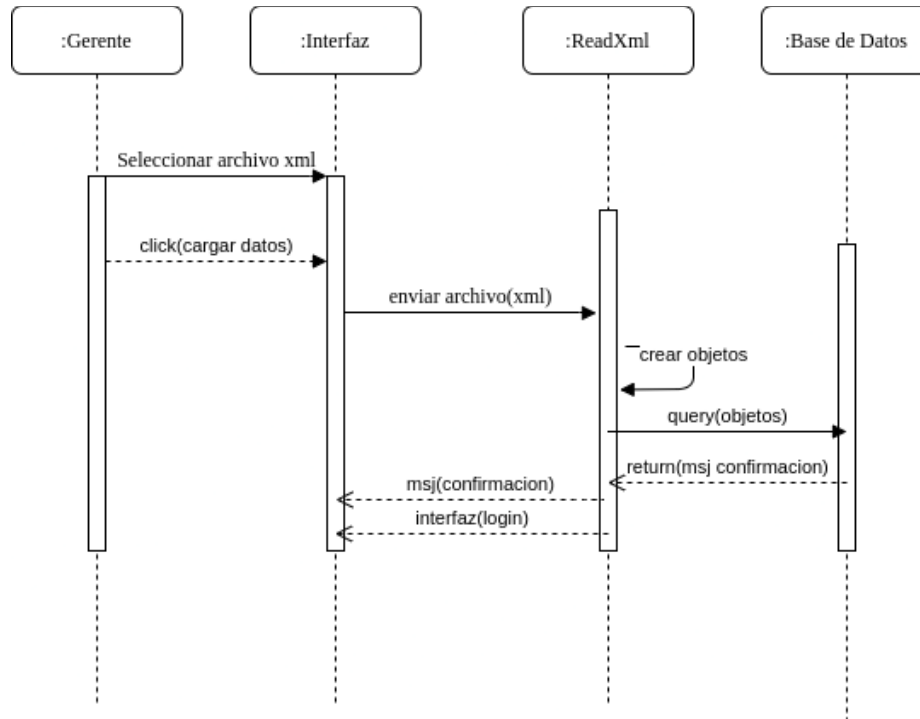 :Gerente
:Interfaz
:ReadXml
:Base de Datos
Seleccionar archivo xml
click(cargar datos)
enviar archivo(xml)
crear objetos
query(objetos)
return(msj confirmacion)
msj(confirmacion)
interfaz(login)